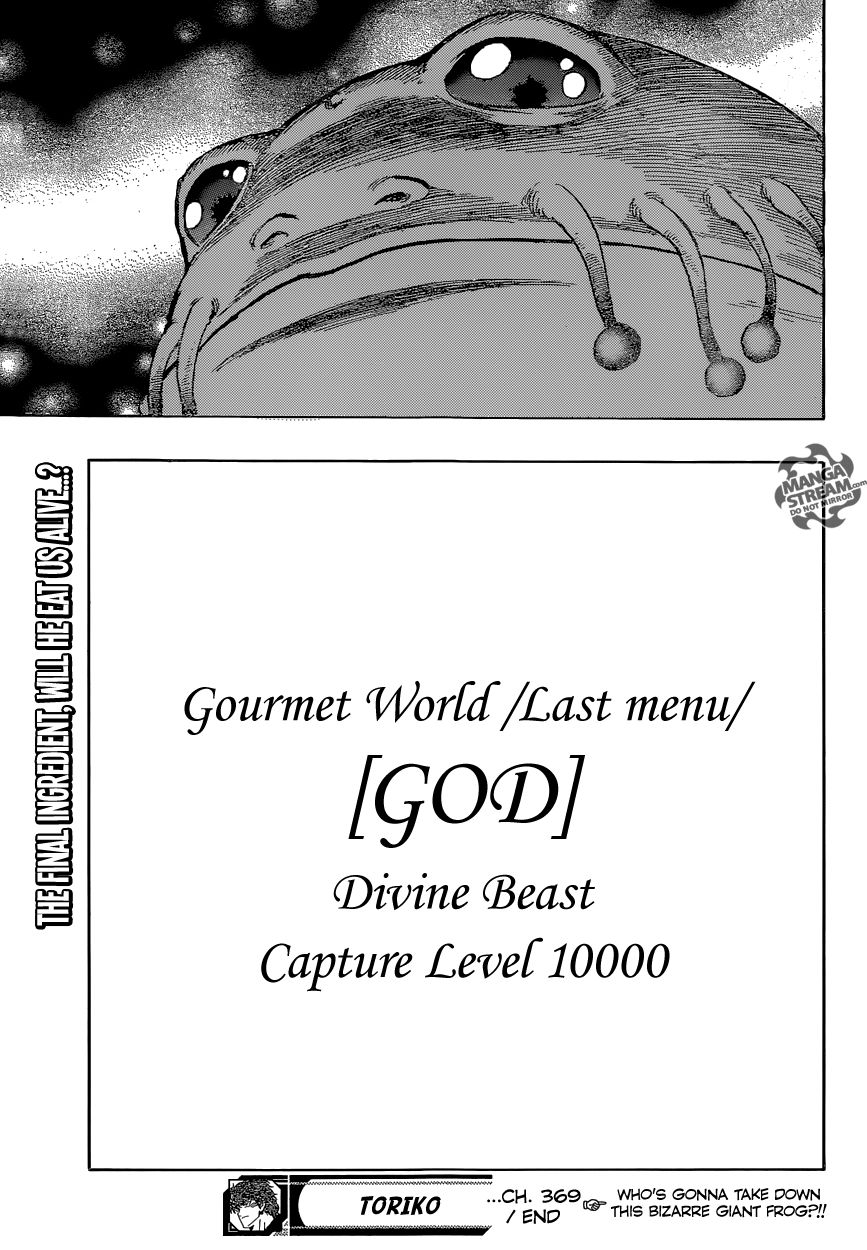 THE FINAL INGREDIENT, WILL HE EAT US ALIVE...?
MANGA
STREAM.com
DO NOT MIRROR
Gourmet World /Last menu/
[GOD]
Divine Beast
Capture Level 10000
TORIKO
...CH. 369
/ END
WHO'S GONNA TAKE DOWN
THIS BIZARRE GIANT FROG?!!